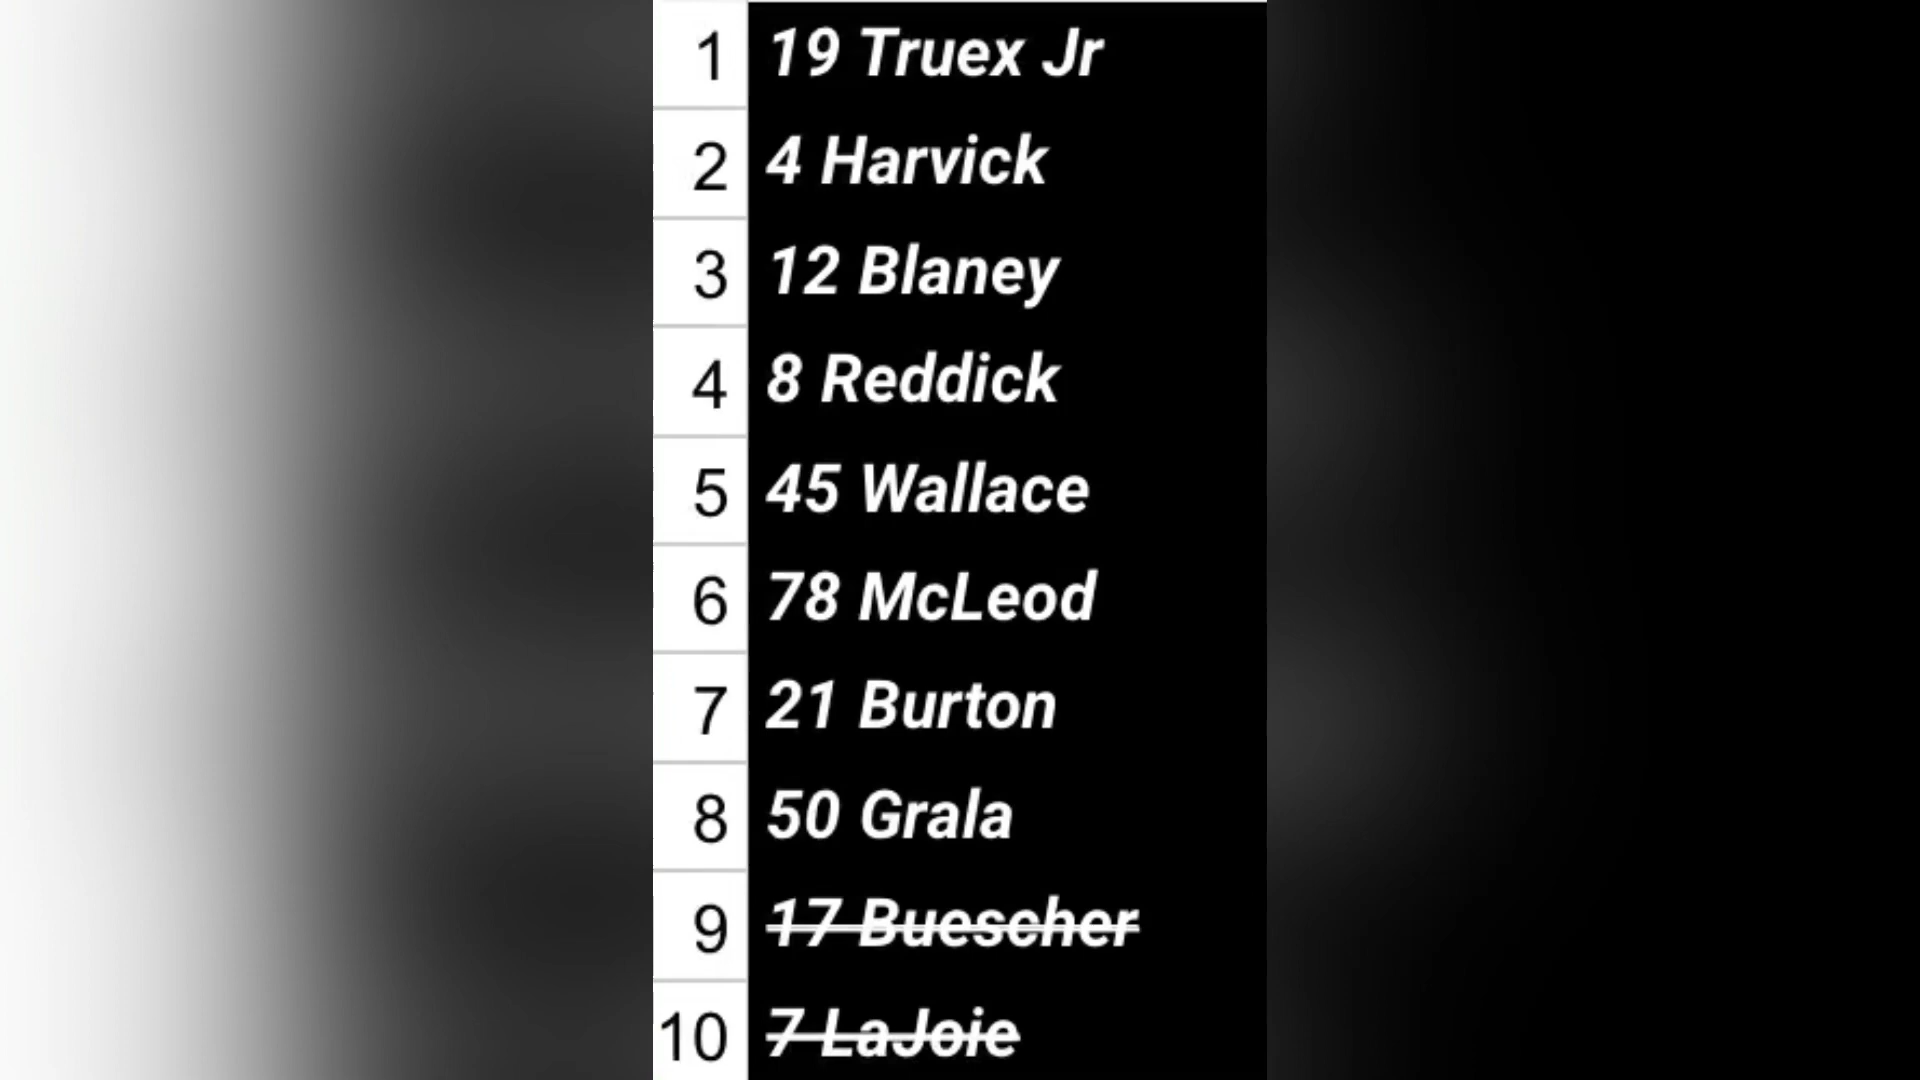 1 19 Truex Jr
2 4 Harvick
3 12 Blaney
4 8 Reddick
5 45 Wallace
6 78 McLeod
7 21 Burton
8 50 Grala
9 17 Buescher
10 7 LaJoie